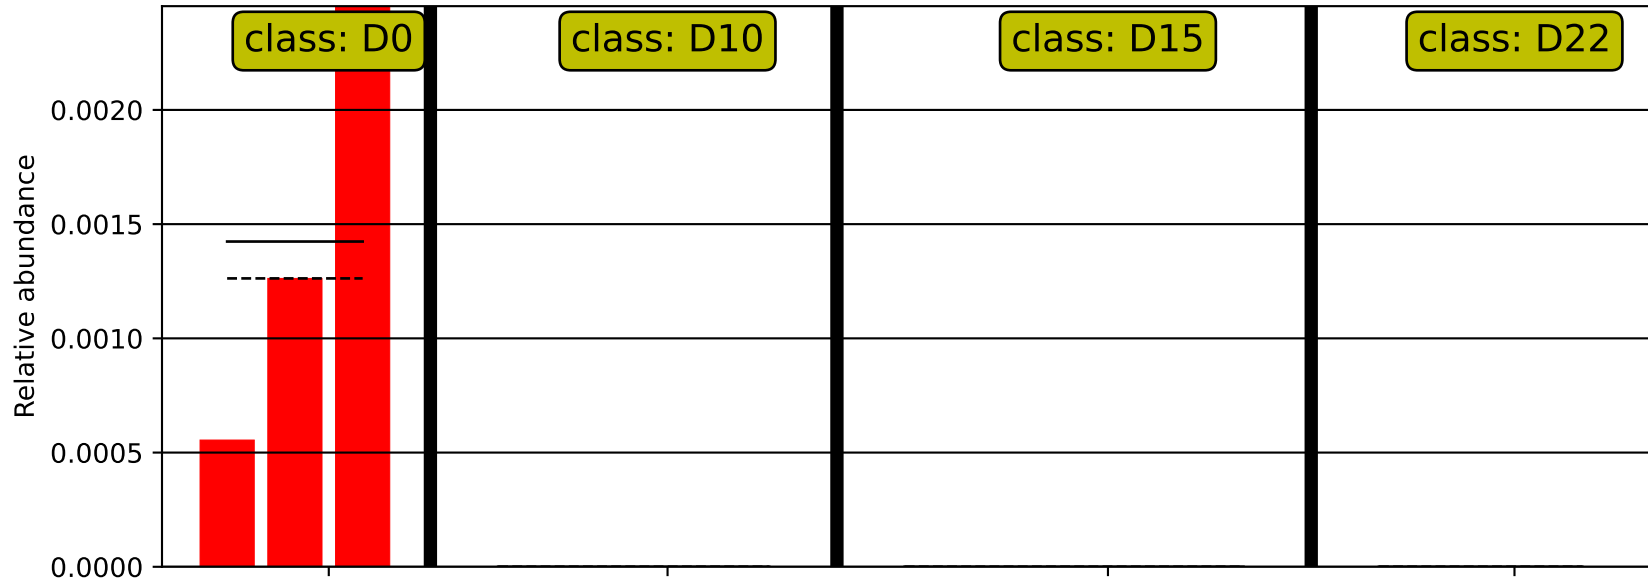 class: D0
class: D10
class: D15
class: D22
Relative abundance
0.0020
0.0015
0.0010
0.0005
0.0000